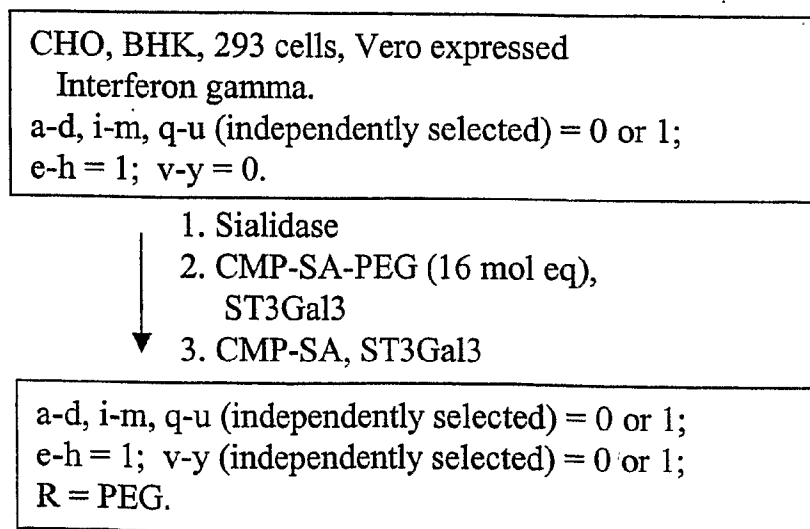 CHO, BHK, 293 cells, Vero expressed
Interferon gamma.
a-d, i-m, q-u (independently selected) = 0 or 1;
e-h = 1; v-y = 0.
1. Sialidase
2. CMP-SA-PEG (16 mol eq),
ST3Gal3
3. CMP-SA, ST3Gal3
a-d, i-m, q-u (independently selected) = 0 or 1;
e-h = 1; v-y (independently selected) = 0 or 1;
R = PEG.